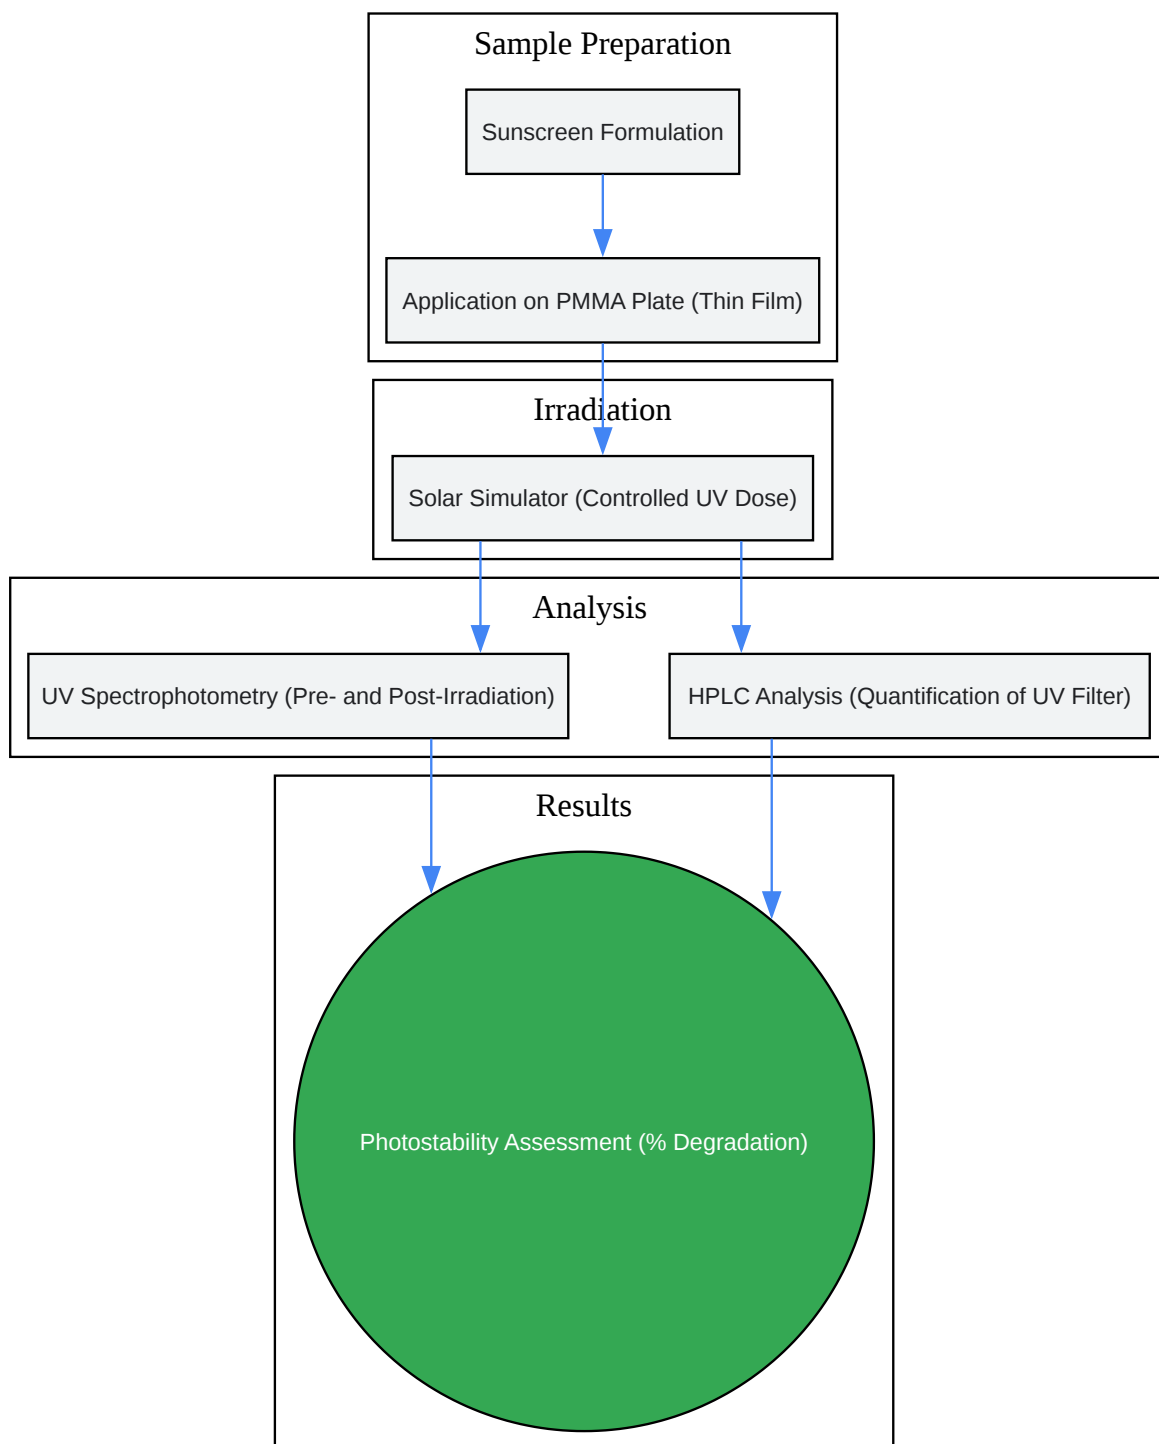 Sample Preparation
Sunscreen Formulation
Application on PMMA Plate (Thin Film)
Irradiation
Solar Simulator (Controlled UV Dose)
Analysis
UV Spectrophotometry (Pre- and Post-Irradiation)
HPLC Analysis (Quantification of UV Filter)
Results
Photostability Assessment (% Degradation)